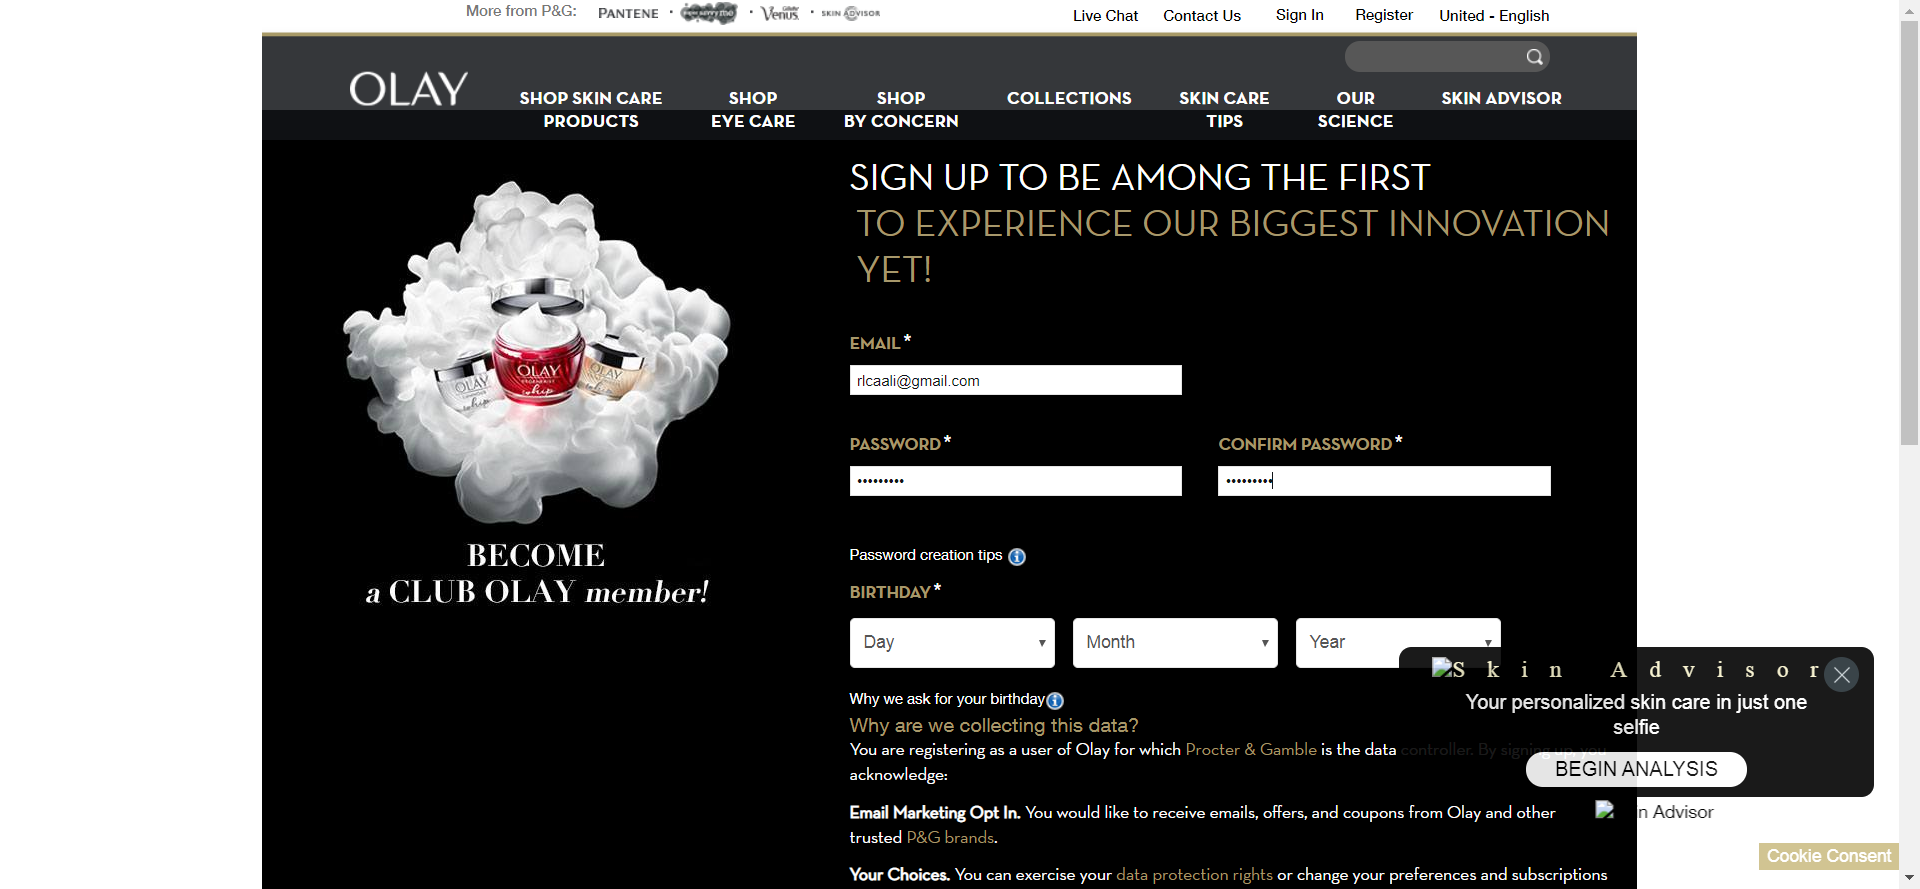 More from P&G: PANTENE · · Venus · SKIN ADVISOR
Live Chat Contact Us Sign In Register United - English
OLAY
SHOP SKIN CARE PRODUCTS
SHOP EYE CARE
SHOP BY CONCERN
COLLECTIONS
SKIN CARE TIPS
OUR SCIENCE
SKIN ADVISOR
SIGN UP TO BE AMONG THE FIRST
TO EXPERIENCE OUR BIGGEST INNOVATION
YET!
OLAY
OLAY
whip
OLAY
BECOME
a CLUB OLAY member!
EMAIL*
rlcaali@gmail.com
PASSWORD* CONFIRM PASSWORD*
••••••••• •••••••••
Password creation tips
BIRTHDAY*
Day Month Year
Why we ask for your birthday
Why are we collecting this data?
You are registering as a user of Olay for which Procter & Gamble is the data controller. By signing up, you
acknowledge:
Email Marketing Opt In. You would like to receive emails, offers, and coupons from Olay and other
trusted P&G brands.
Your Choices. You can exercise your data protection rights or change your preferences and subscriptions
Skin Advisor
Your personalized skin care in just one
selfie
BEGIN ANALYSIS
n Advisor
Cookie Consent